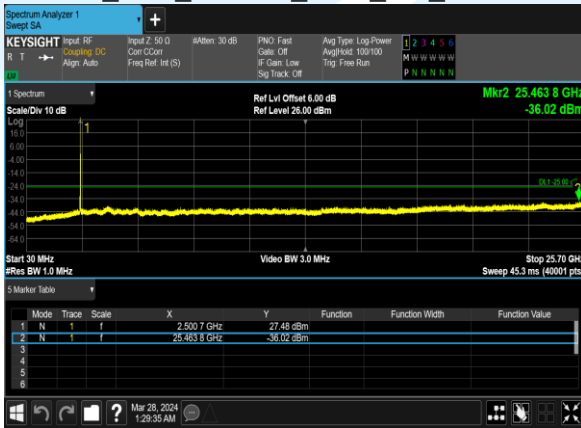 Spectrum Analyzer 1
Swept SA
KEYSIGHT
R T
LXI
Input: RF
Coupling: DC
Align: Auto
Input Z: 50 Ω
Corr CCorr
Freq Ref: Int (S)
#Atten: 30 dB
PNO: Fast
Gate: Off
IF Gain: Low
Sig Track: Off
Avg Type: Log-Power
Avg|Hold: 100/100
Trig: Free Run
1 2 3 4 5 6
M W W W W W
P N N N N N
1 Spectrum
Scale/Div 10 dB
Ref Lvl Offset 6.00 dB
Ref Level 26.00 dBm
Mkr2 25.463 8 GHz
-36.02 dBm
Log
16.0
6.00
-4.00
-14.0
-24.0
-34.0
-44.0
-54.0
-64.0
1
DL1 -25.00
2
Start 30 MHz
#Res BW 1.0 MHz
Video BW 3.0 MHz
Stop 25.70 GHz
Sweep 45.3 ms (40001 pts
5 Marker Table
Mode Trace Scale X Y Function Function Width Function Value
1 N 1 f 2.500 7 GHz 27.48 dBm
2 N 1 f 25.463 8 GHz -36.02 dBm
3
4
5
6
?
Mar 28, 2024
1:29:35 AM